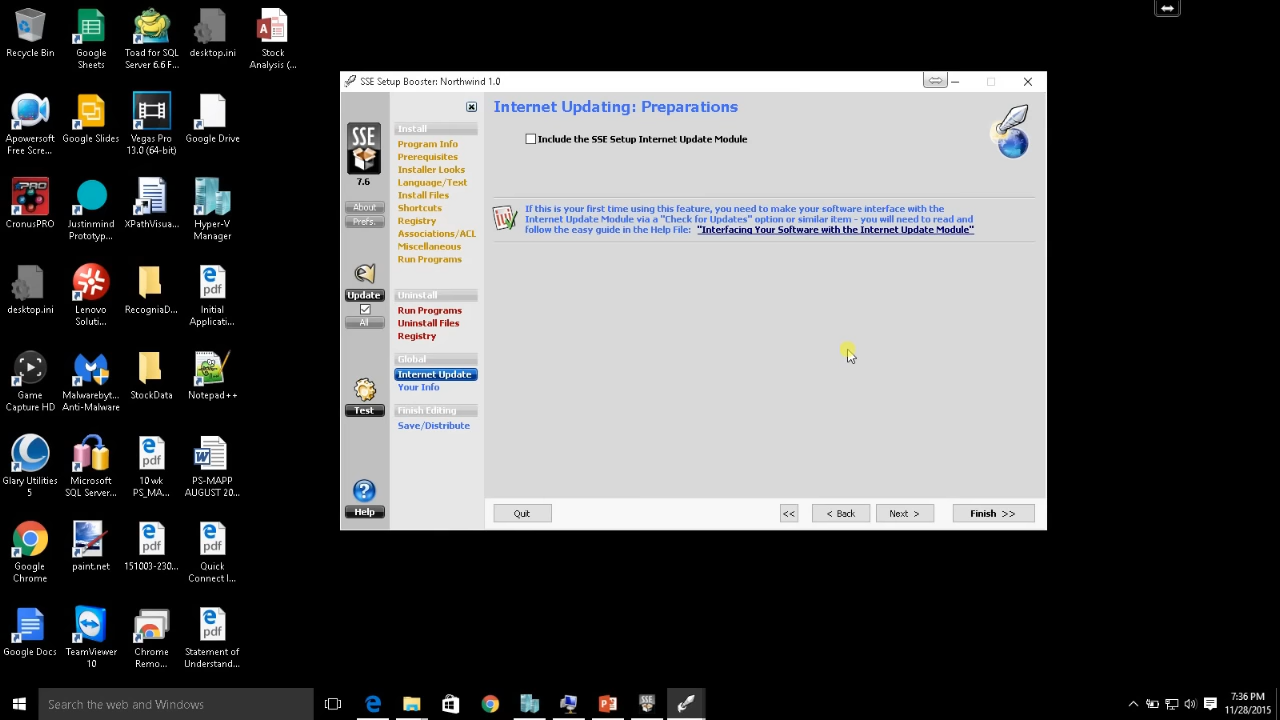 Recycle Bin
Google
Sheets
Toad for SQL
Server 6.6 F...
desktop.ini
Stock
Analysis (...
Apowersoft
Free Scre...
Google Slides
Vegas Pro
13.0 (64-bit)
Google Drive
CronusPRO
Justinmind
Prototyp...
XPathVisua...
Hyper-V
Manager
desktop.ini
Lenovo
Soluti...
RecogniaD...
Initial
Applicati...
Game
Capture HD
Malwarebyt...
Anti-Malware
StockData
Notepad++
Glary Utilities
5
Microsoft
SQL Server...
10 wk
PS_MA...
PS-MAPP
AUGUST 20...
Google
Chrome
paint.net
151003-230...
Quick
Connect I...
Google Docs
TeamViewer
10
Chrome
Remo...
Statement of
Understand...
SSE Setup Booster: Northwind 1.0
SSE
7.6
About
Prefs.
Update
All
Test
Help
Install
Program Info
Prerequisites
Installer Looks
Language/Text
Install Files
Shortcuts
Registry
Associations/ACL
Miscellaneous
Run Programs
Uninstall
Run Programs
Uninstall Files
Registry
Global
Internet Update
Your Info
Finish Editing
Save/Distribute
Internet Updating: Preparations
Include the SSE Setup Internet Update Module
If this is your first time using this feature, you need to make your software interface with the
Internet Update Module via a "Check for Updates" option or similar item - you will need to read and
follow the easy guide in the Help File: "Interfacing Your Software with the Internet Update Module"
Quit
<<
< Back
Next >
Finish >>
Search the web and Windows
7:36 PM
11/28/2015